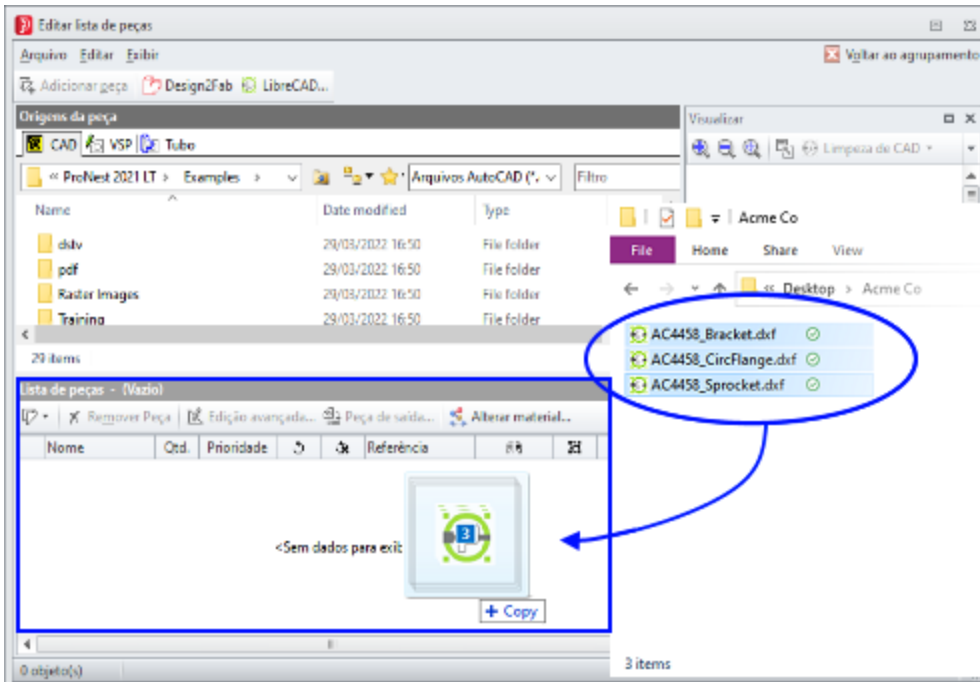 Editar lista de peças
Arquivo Editar Exibir
Voltar ao agrupamento
Adicionar peça Design2Fab LibreCAD...
Origens da peça
Visualizar
CAD VSP Tubo
Limpeza de CAD
« ProNest 2021 LT > Examples >
Arquivos AutoCAD (*.
Filtro
Name Date modified Type
dstv 29/03/2022 16:50 File folder
pdf 29/03/2022 16:50 File folder
Raster Images 29/03/2022 16:50 File folder
Training 29/03/2022 16:50 File folder
29 items
Acme Co
File Home Share View
« Desktop > Acme Co
AC4458_Bracket.dxf
AC4458_CircFlange.dxf
AC4458_Sprocket.dxf
3 items
Lista de peças - (Vazio)
Remover Peça Edição avançada... Peça de saída... Alterar material...
Nome Qtd. Prioridade Referência
<Sem dados para exib
3
+ Copy
0 objeto(s)